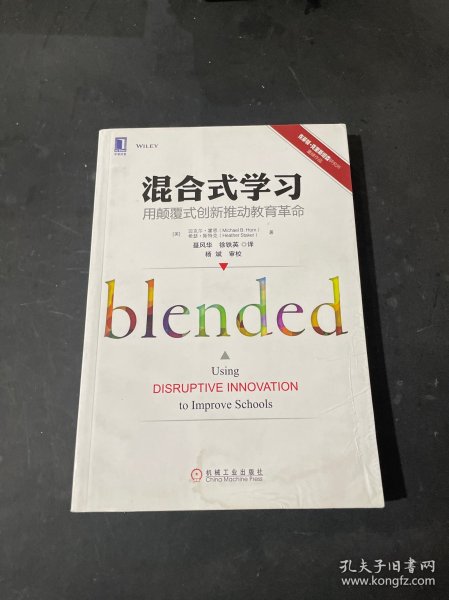 WILEY
混合式学习
用颠覆式创新推动教育革命
[美] 迈克尔·霍恩（Michael B. Horn）
希瑟·斯特克（Heather Staker） 著
聂风华 徐铁英 ◎译
杨斌 审校
blended
Using
DISRUPTIVE INNOVATION
to Improve Schools
机械工业出版社
China Machine Press
孔夫子旧书网
www.kongfz.com